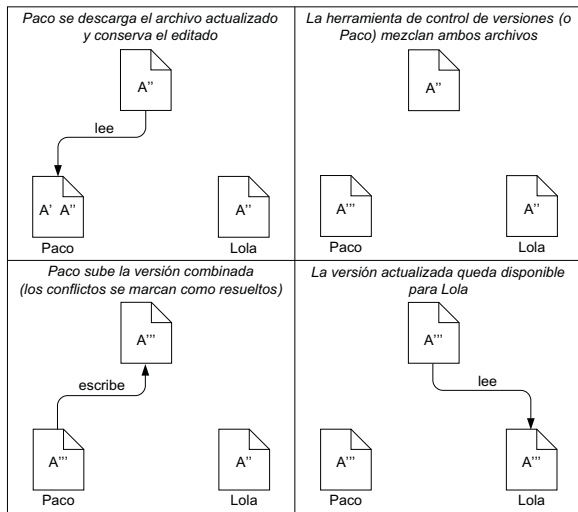 Paco se descarga el archivo actualizado
y conserva el editado
A''
lee
A' A''
A''
Paco
Lola
La herramienta de control de versiones (o
Paco) mezclan ambos archivos
A''
A'''
A''
Paco
Lola
Paco sube la versión combinada
(los conflictos se marcan como resueltos)
A'''
escribe
A'''
A''
Paco
Lola
La versión actualizada queda disponible
para Lola
A'''
lee
A'''
A'''
Paco
Lola